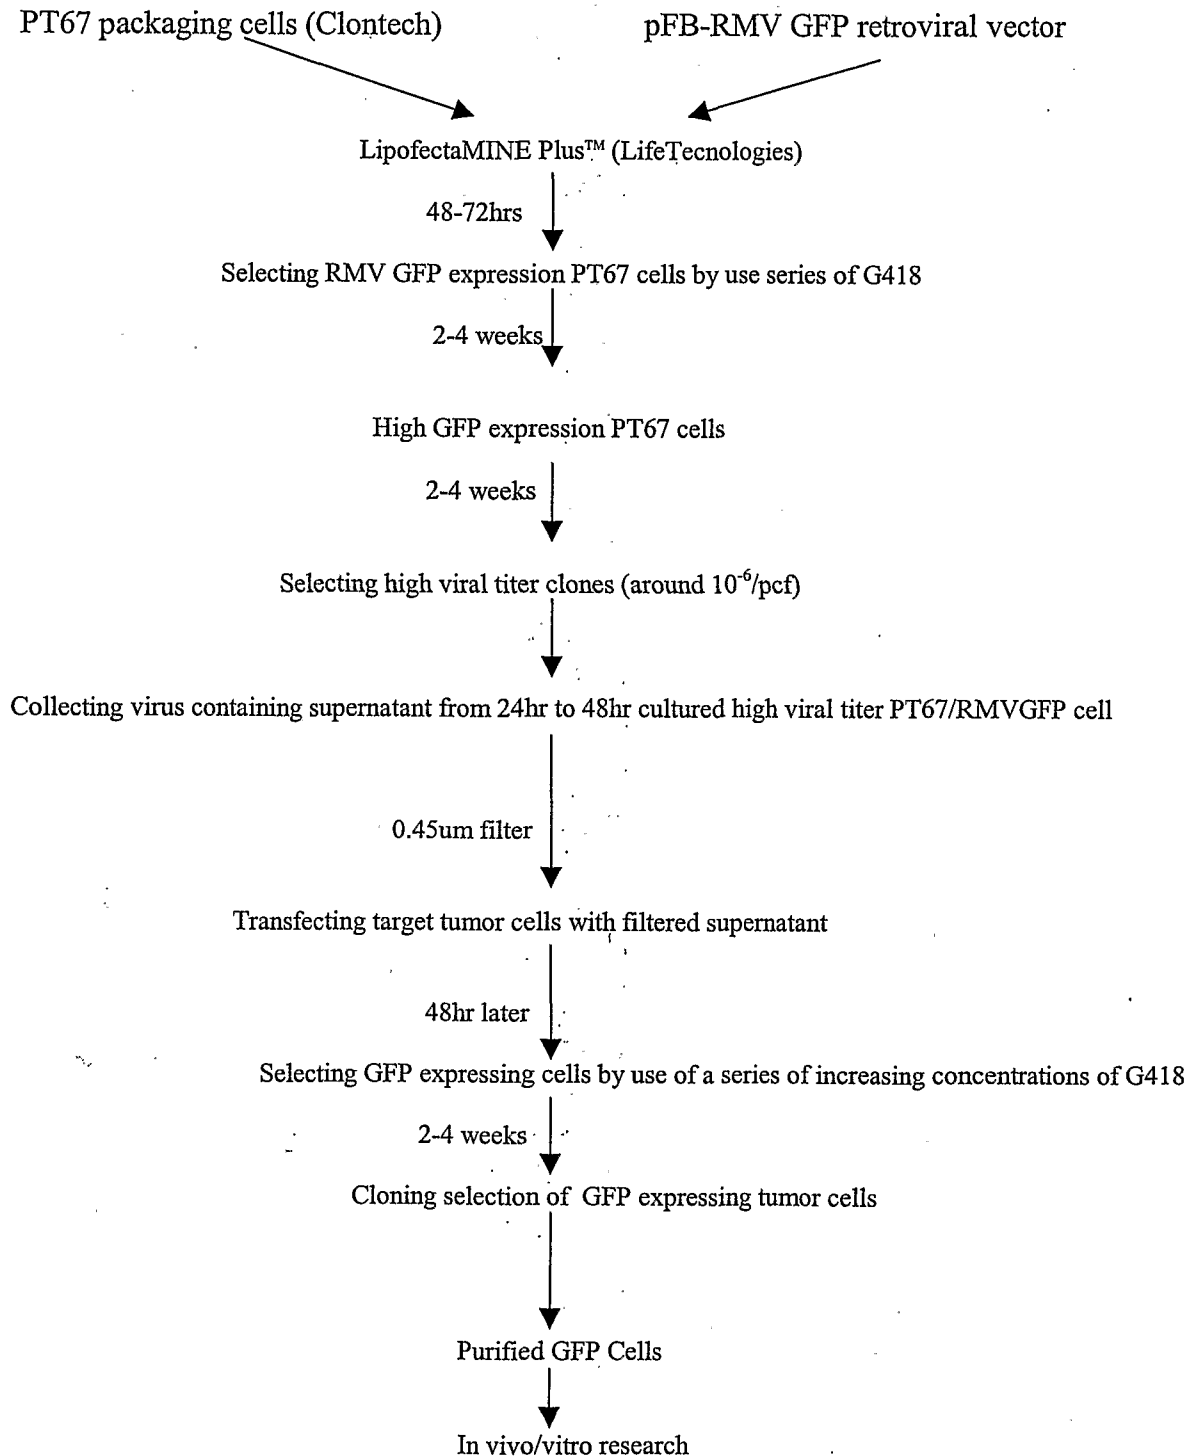 PT67 packaging cells (Clontech) pFB-RMV GFP retroviral vector
LipofectaMINE Plus™ (LifeTecnologies)
48-72hrs
Selecting RMV GFP expression PT67 cells by use series of G418
2-4 weeks
High GFP expression PT67 cells
2-4 weeks
Selecting high viral titer clones (around 10⁻⁶/pcf)
Collecting virus containing supernatant from 24hr to 48hr cultured high viral titer PT67/RMVGFP cell
0.45um filter
Transfecting target tumor cells with filtered supernatant
48hr later
Selecting GFP expressing cells by use of a series of increasing concentrations of G418
2-4 weeks
Cloning selection of GFP expressing tumor cells
Purified GFP Cells
In vivo/vitro research